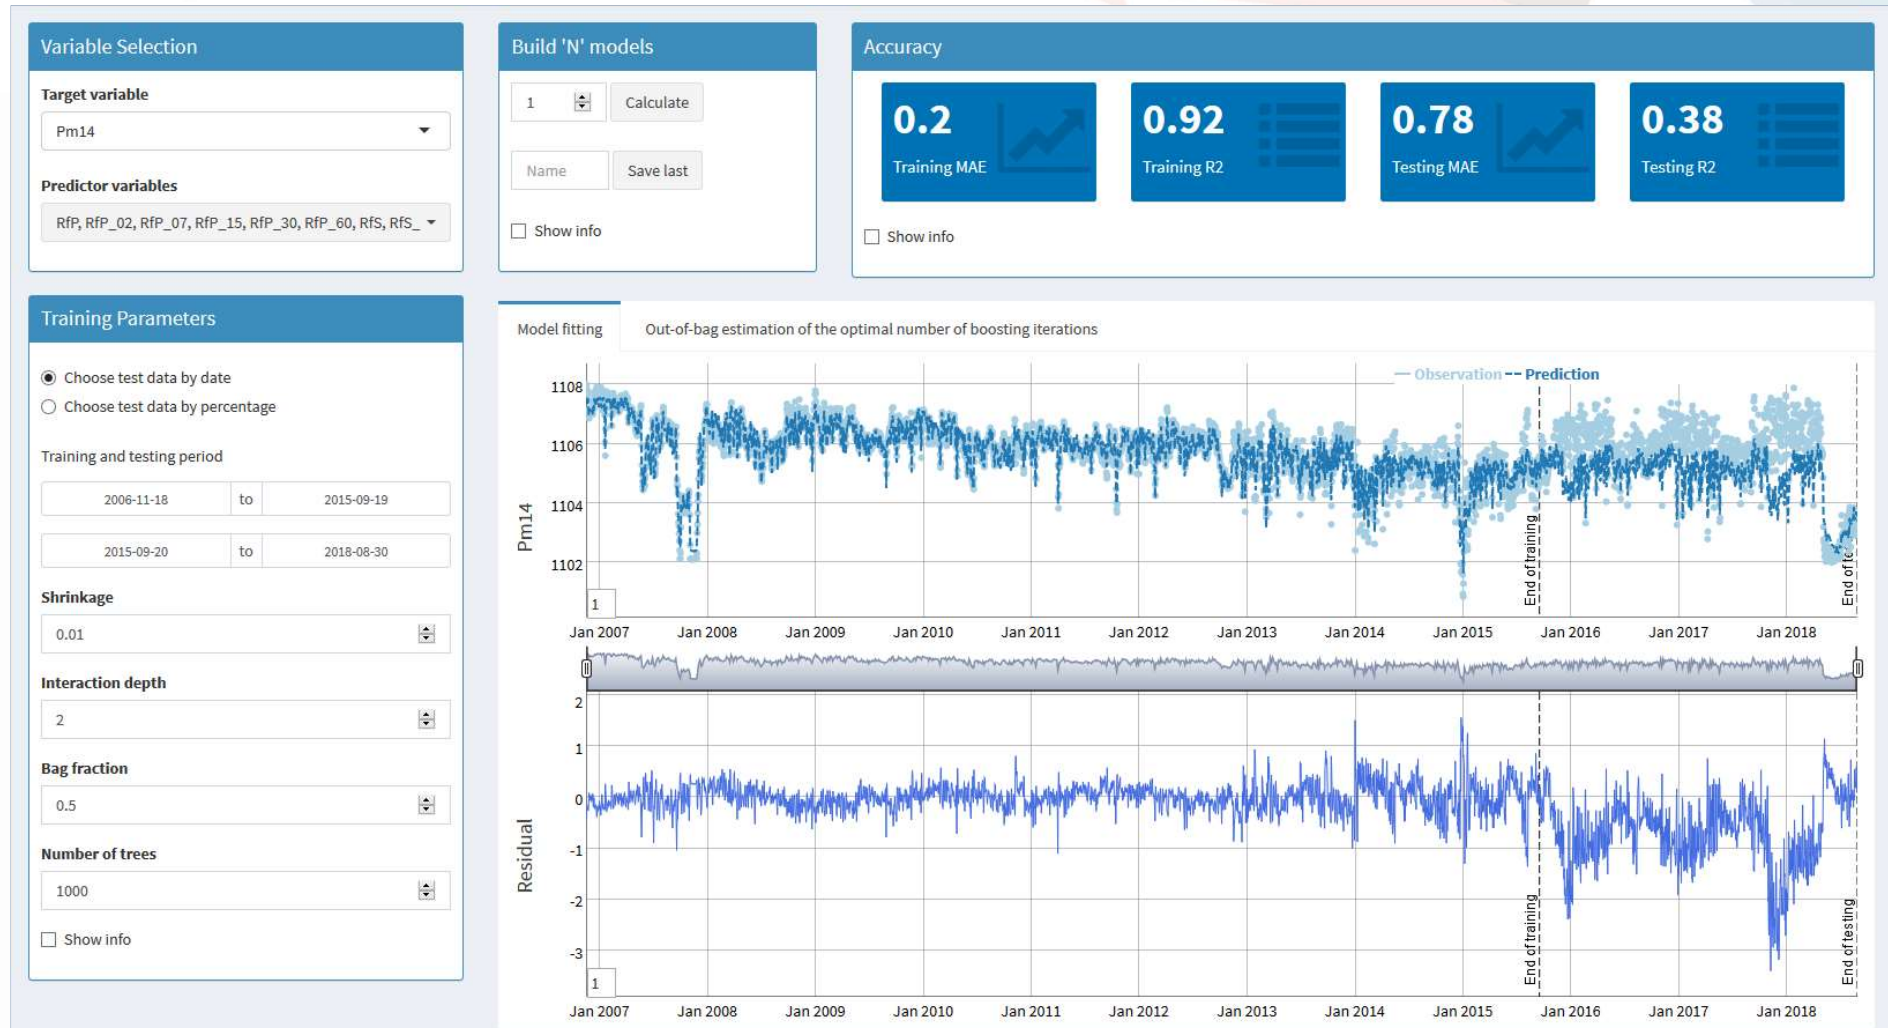 Variable Selection
Target variable
Pm14
Predictor variables
RfP, RfP_02, RfP_07, RfP_15, RfP_30, RfP_60, RfS, RfS_
Build 'N' models
1 Calculate
Name Save last
Show info
Accuracy
0.2 0.92 0.78 0.38
Training MAE Training R2 Testing MAE Testing R2
Show info
Training Parameters
Choose test data by date
Choose test data by percentage
Training and testing period
2006-11-18 to 2015-09-19
2015-09-20 to 2018-08-30
Shrinkage
0.01
Interaction depth
2
Bag fraction
0.5
Number of trees
1000
Show info
Model fitting Out-of-bag estimation of the optimal number of boosting iterations
Observation Prediction
Pm14
1108
1106
1104
1102
1
End of training
End of te
Jan 2007 Jan 2008 Jan 2009 Jan 2010 Jan 2011 Jan 2012 Jan 2013 Jan 2014 Jan 2015 Jan 2016 Jan 2017 Jan 2018
Residual
2
1
0
-1
-2
-3
1
End of training
End of testing
Jan 2007 Jan 2008 Jan 2009 Jan 2010 Jan 2011 Jan 2012 Jan 2013 Jan 2014 Jan 2015 Jan 2016 Jan 2017 Jan 2018